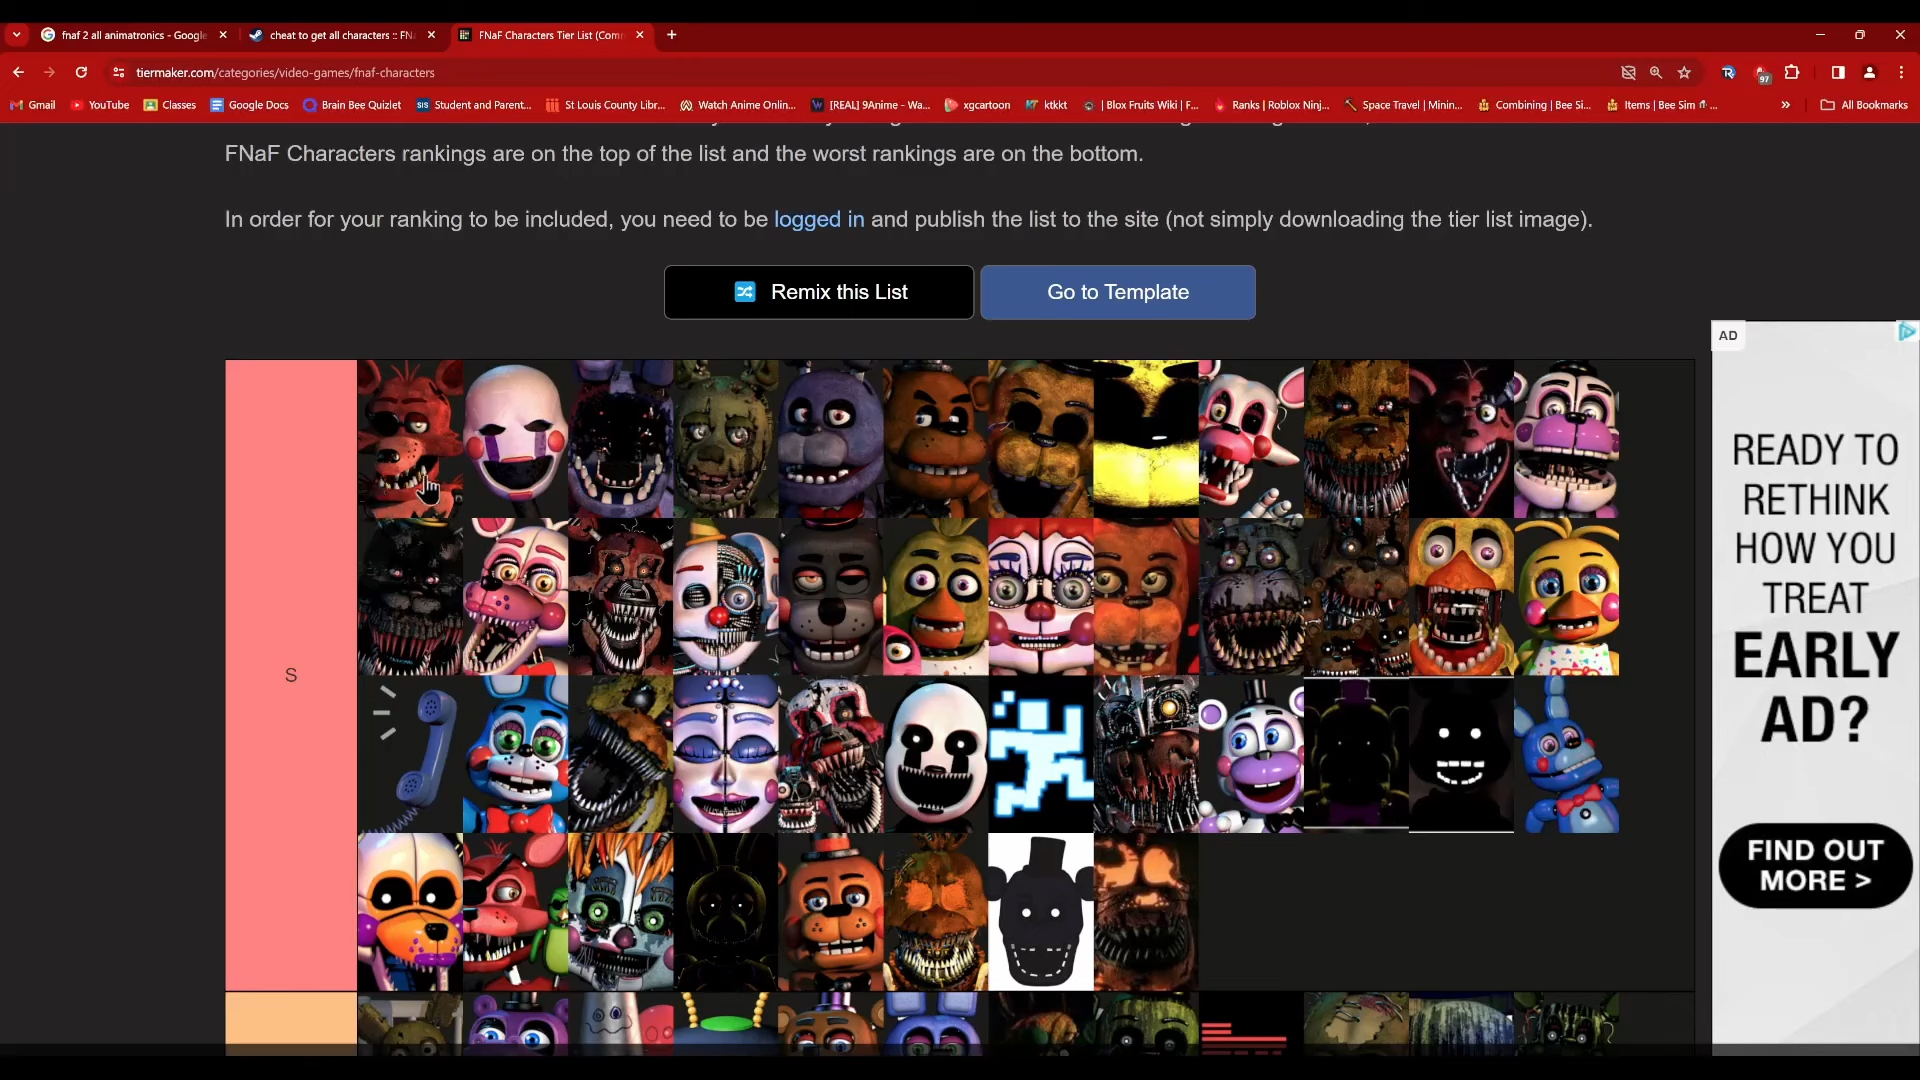 fnaf 2 all animatronics - Google
cheat to get all characters :: FN
FNaF Characters Tier List (Com
tiermaker.com/categories/video-games/fnaf-characters
97
Gmail
YouTube
Classes
Google Docs
Brain Bee Quizlet
SIS
Student and Parent...
St Louis County Libr...
Watch Anime Onlin...
[REAL] 9Anime - Wa...
xgcartoon
ktkkt
| Blox Fruits Wiki | F...
Ranks | Roblox Ninj...
Space Travel | Minin...
Combining | Bee Si...
Items | Bee Sim
All Bookmarks
FNaF Characters rankings are on the top of the list and the worst rankings are on the bottom.
In order for your ranking to be included, you need to be logged in and publish the list to the site (not simply downloading the tier list image).
Remix this List
Go to Template
S
AD
READY TO
RETHINK
HOW YOU
TREAT
EARLY
AD?
FIND OUT
MORE >